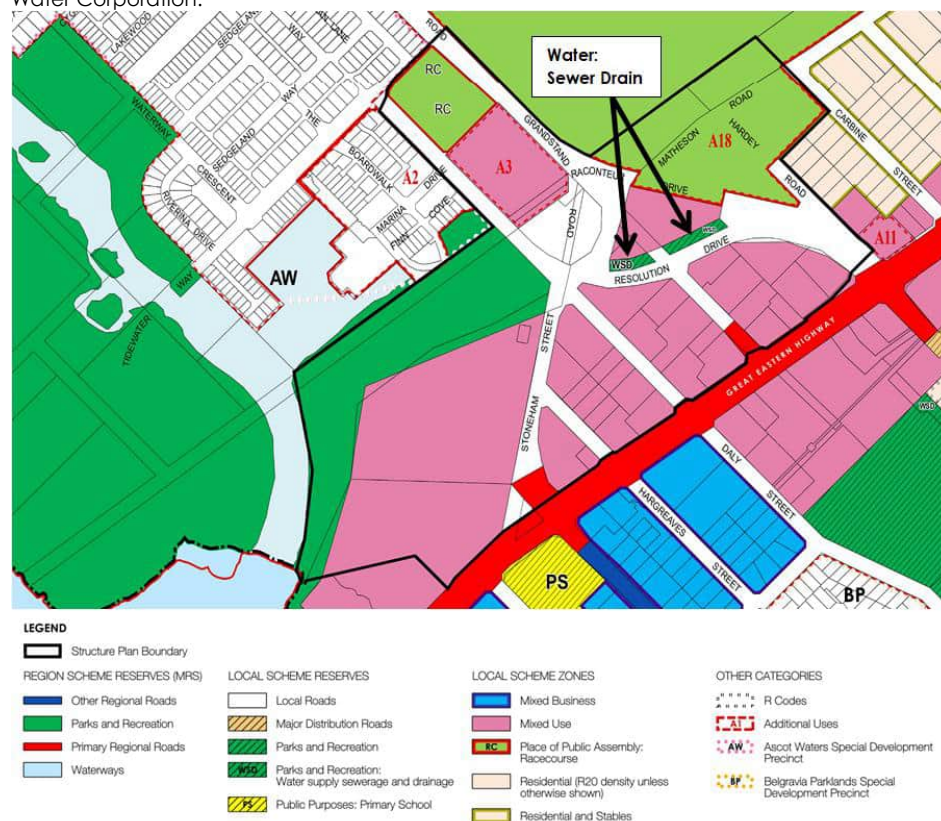 Water Corporation.
LAKEWOOD
SEDGELAND
WAY
AN LANE
ROAD
RC
RC
Water:
Sewer Drain
WATERWAY
CRESCENT
SEDGELAND
WAY
THE
BOARDWALK
A2
DRIVE
A3
GRANDSTAND
ROAD
RACONTEUR
DRIVE
MATHESON
ROAD
HARDEY
ROAD
A18
CARBINE
STREET
A11
RIVERINA DRIVE
MARINA
FINN
COVE
WAY
AW
TIDEWATER
WSD
WSD
RESOLUTION
DRIVE
STREET
STONEHAM
GREAT EASTERN HIGHWAY
WSD
DALY
STREET
HARGREAVES
STREET
PS
BP
LEGEND
Structure Plan Boundary
REGION SCHEME RESERVES (MRS)
Other Regional Roads
Parks and Recreation
Primary Regional Roads
Waterways
LOCAL SCHEME RESERVES
Local Roads
Major Distribution Roads
Parks and Recreation
WSD
Parks and Recreation:
Water supply sewerage and drainage
PS
Public Purposes: Primary School
LOCAL SCHEME ZONES
Mixed Business
Mixed Use
RC
Place of Public Assembly:
Racecourse
Residential (R20 density unless
otherwise shown)
Residential and Stables
OTHER CATEGORIES
R Codes
A1
Additional Uses
AW
Ascot Waters Special Development
Precinct
BP
Belgravia Parklands Special
Development Precinct